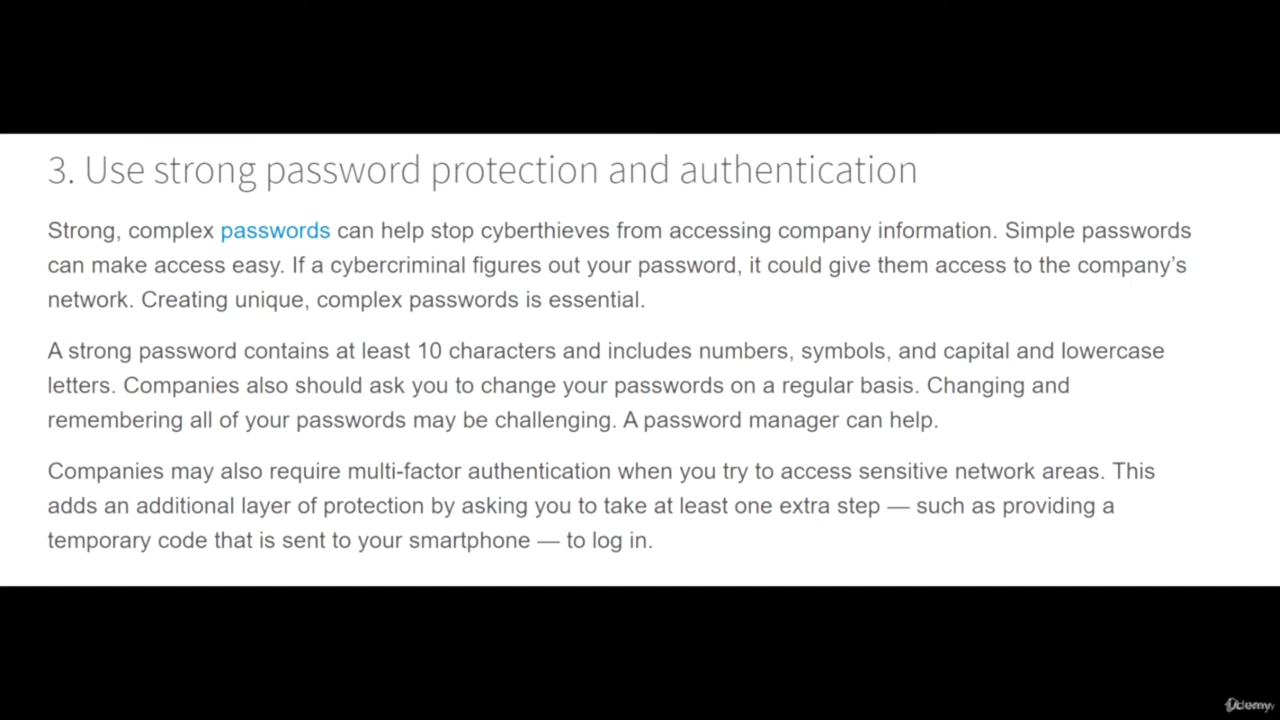 3. Use strong password protection and authentication
Strong, complex passwords can help stop cyberthieves from accessing company information. Simple passwords
can make access easy. If a cybercriminal figures out your password, it could give them access to the company’s
network. Creating unique, complex passwords is essential.
A strong password contains at least 10 characters and includes numbers, symbols, and capital and lowercase
letters. Companies also should ask you to change your passwords on a regular basis. Changing and
remembering all of your passwords may be challenging. A password manager can help.
Companies may also require multi-factor authentication when you try to access sensitive network areas. This
adds an additional layer of protection by asking you to take at least one extra step — such as providing a
temporary code that is sent to your smartphone — to log in.
Udemy